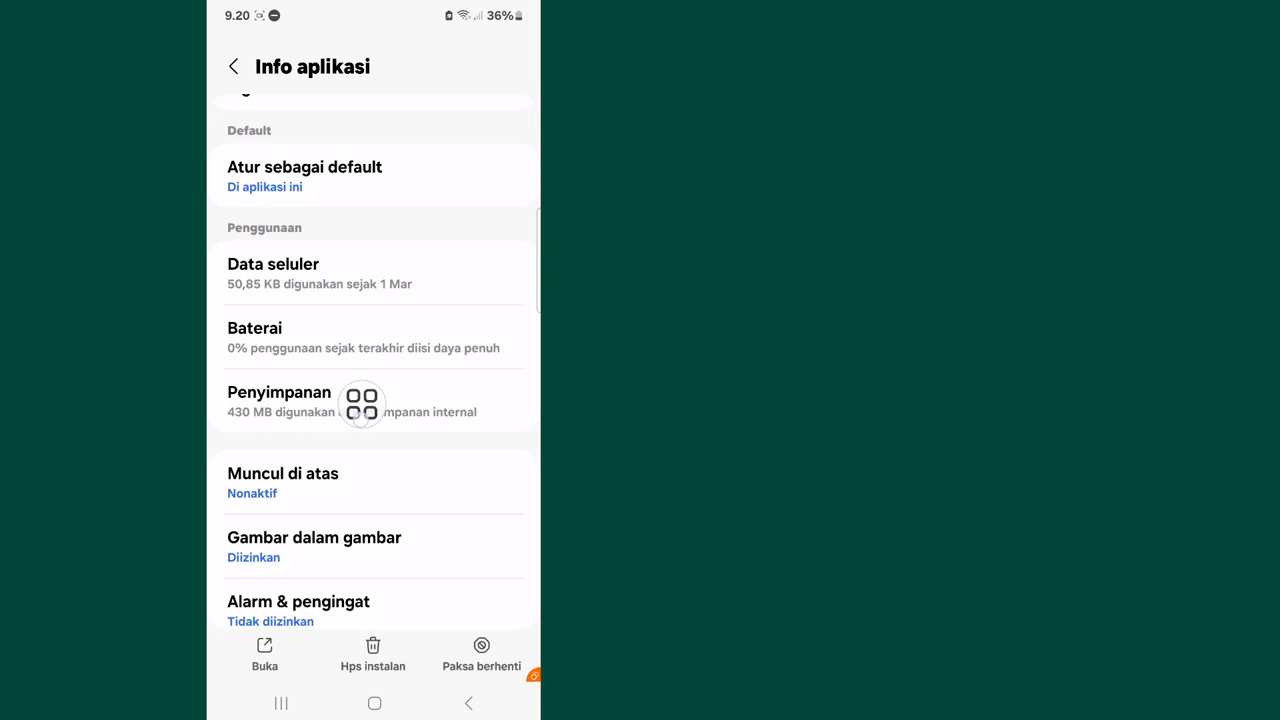 9.20
36%
Info aplikasi
Default
Atur sebagai default
Di aplikasi ini
Penggunaan
Data seluler
50,85 KB digunakan sejak 1 Mar
Baterai
0% penggunaan sejak terakhir diisi daya penuh
Penyimpanan
430 MB digunakan mpanan internal
Muncul di atas
Nonaktif
Gambar dalam gambar
Diizinkan
Alarm & pengingat
Tidak diizinkan
Buka
Hps instalan
Paksa berhenti